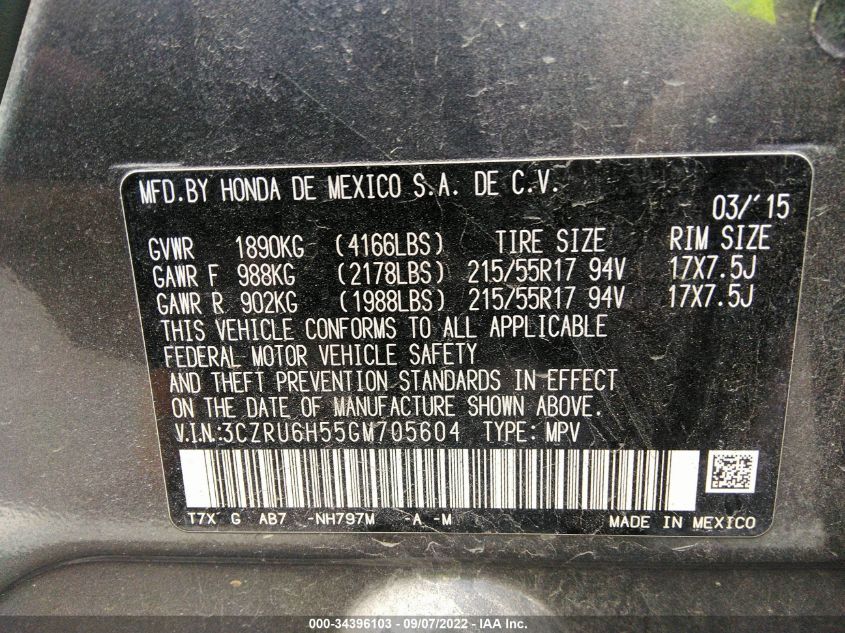 MFD.BY HONDA DE MEXICO S.A. DE C.V.
03/'15
GVWR 1890KG (4166LBS) TIRE SIZE RIM SIZE
GAWR F 988KG (2178LBS) 215/55R17 94V 17X7.5J
GAWR R 902KG (1988LBS) 215/55R17 94V 17X7.5J
THIS VEHICLE CONFORMS TO ALL APPLICABLE
FEDERAL MOTOR VEHICLE SAFETY
AND THEFT PREVENTION STANDARDS IN EFFECT
ON THE DATE OF MANUFACTURE SHOWN ABOVE.
V.I.N:3CZRU6H55GM705604 TYPE: MPV
T7X G AB7 -NH797M -A -M MADE IN MEXICO
000-34396103 - 09/07/2022 - IAA Inc.